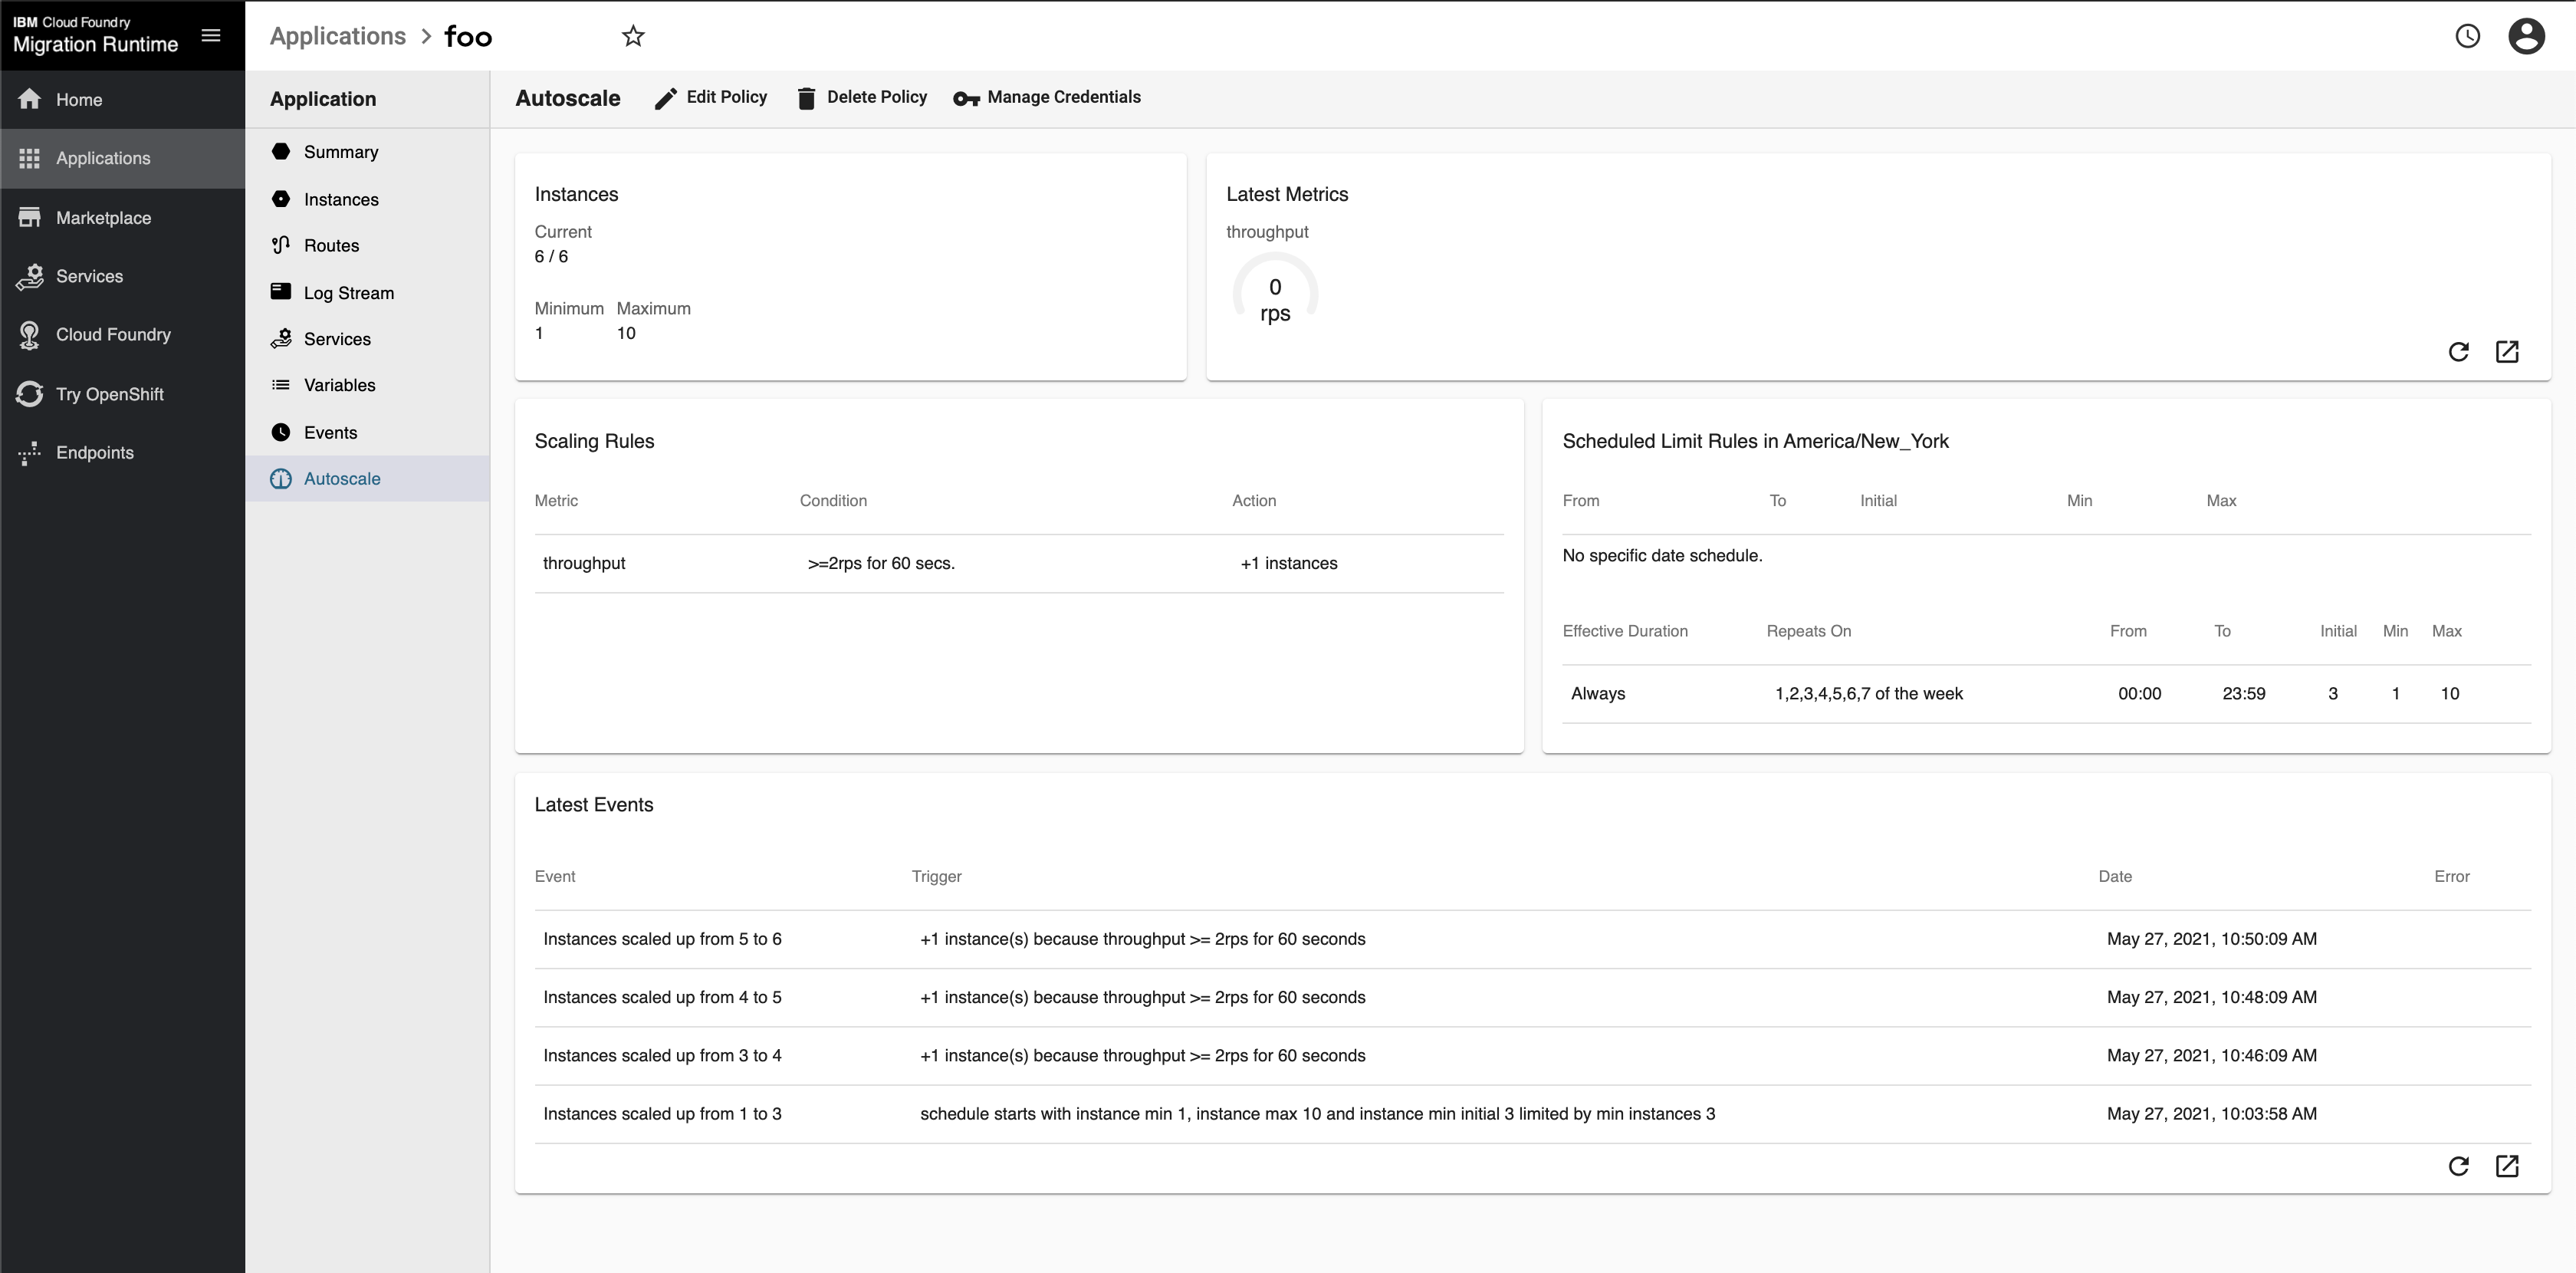 IBM Cloud Foundry
Migration Runtime
Applications > foo
Home
Applications
Marketplace
Services
Cloud Foundry
Try OpenShift
Endpoints
Application
Summary
Instances
Routes
Log Stream
Services
Variables
Events
Autoscale
Autoscale Edit Policy Delete Policy Manage Credentials
Instances
Current
6 / 6
Minimum Maximum
1 10
Latest Metrics
throughput
0
rps
Scaling Rules
Metric Condition Action
throughput >=2rps for 60 secs. +1 instances
Scheduled Limit Rules in America/New_York
From To Initial Min Max
No specific date schedule.
Effective Duration Repeats On From To Initial Min Max
Always 1,2,3,4,5,6,7 of the week 00:00 23:59 3 1 10
Latest Events
Event Trigger Date Error
Instances scaled up from 5 to 6 +1 instance(s) because throughput >= 2rps for 60 seconds May 27, 2021, 10:50:09 AM
Instances scaled up from 4 to 5 +1 instance(s) because throughput >= 2rps for 60 seconds May 27, 2021, 10:48:09 AM
Instances scaled up from 3 to 4 +1 instance(s) because throughput >= 2rps for 60 seconds May 27, 2021, 10:46:09 AM
Instances scaled up from 1 to 3 schedule starts with instance min 1, instance max 10 and instance min initial 3 limited by min instances 3 May 27, 2021, 10:03:58 AM